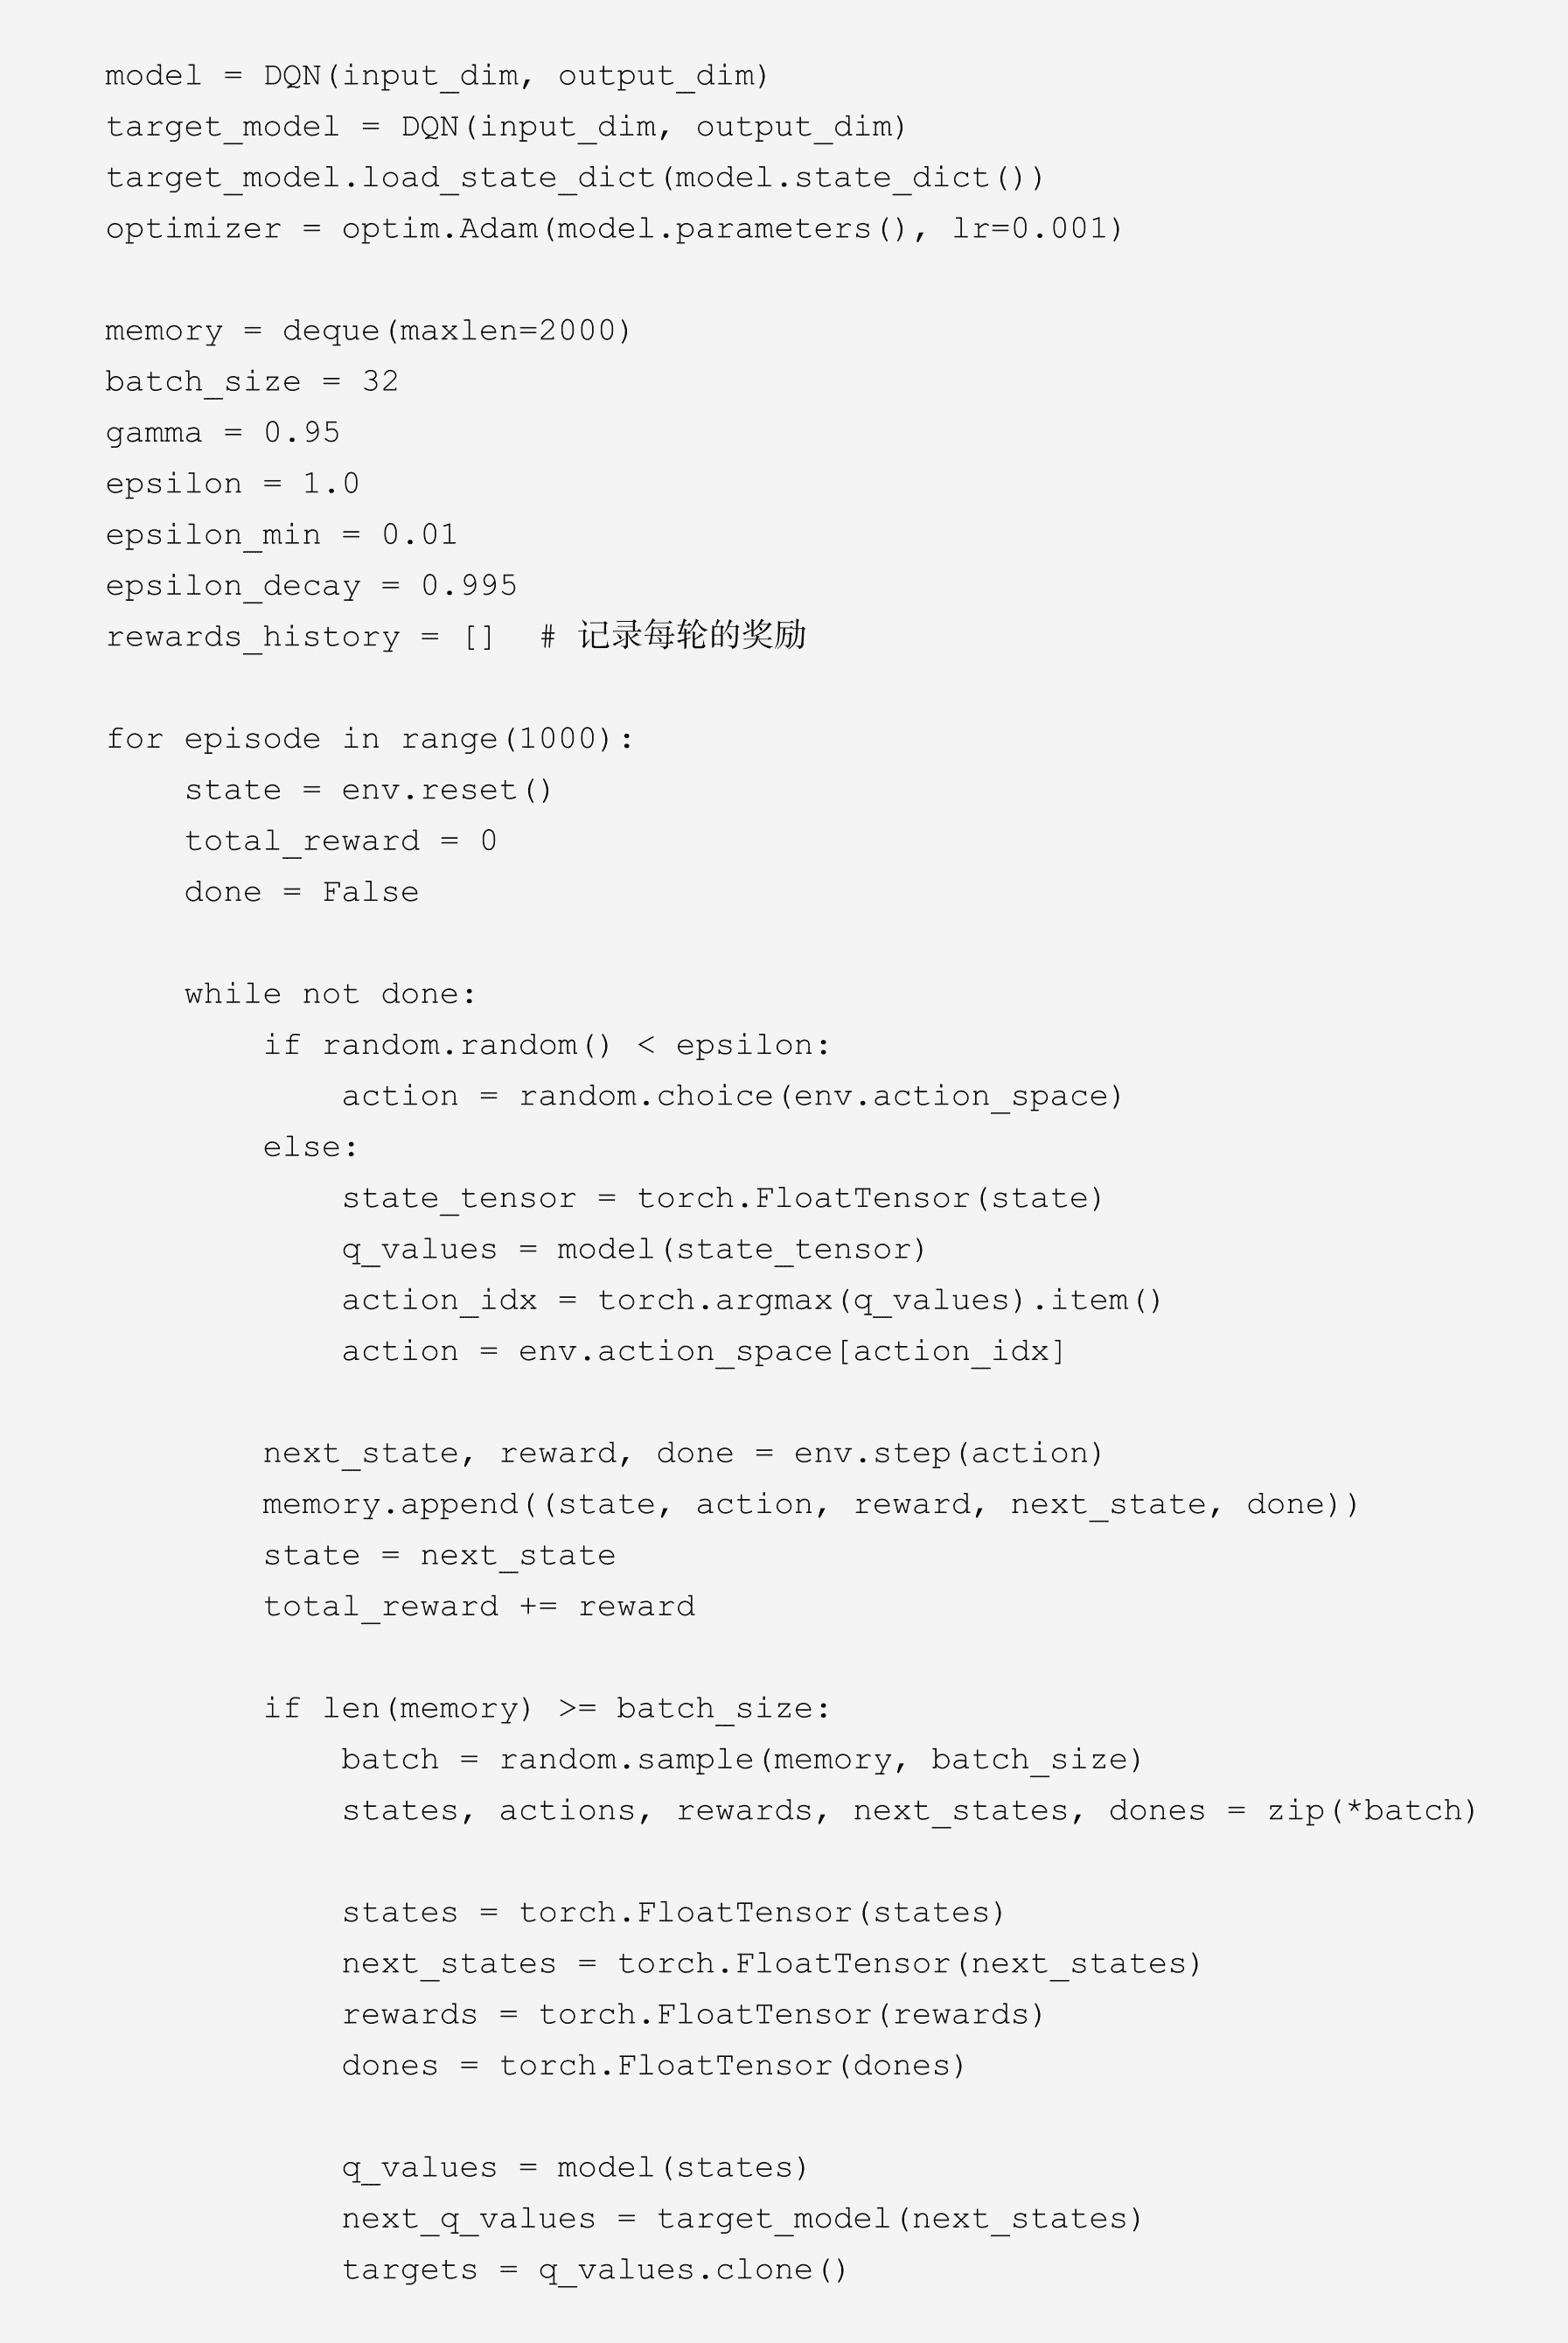 model = DQN(input_dim, output_dim)
target_model = DQN(input_dim, output_dim)
target_model.load_state_dict(model.state_dict())
optimizer = optim.Adam(model.parameters(), lr=0.001)

memory = deque(maxlen=2000)
batch_size = 32
gamma = 0.95
epsilon = 1.0
epsilon_min = 0.01
epsilon_decay = 0.995
rewards_history = []  # 记录每轮的奖励

for episode in range(1000):
    state = env.reset()
    total_reward = 0
    done = False

    while not done:
        if random.random() < epsilon:
            action = random.choice(env.action_space)
        else:
            state_tensor = torch.FloatTensor(state)
            q_values = model(state_tensor)
            action_idx = torch.argmax(q_values).item()
            action = env.action_space[action_idx]

        next_state, reward, done = env.step(action)
        memory.append((state, action, reward, next_state, done))
        state = next_state
        total_reward += reward

        if len(memory) >= batch_size:
            batch = random.sample(memory, batch_size)
            states, actions, rewards, next_states, dones = zip(*batch)

            states = torch.FloatTensor(states)
            next_states = torch.FloatTensor(next_states)
            rewards = torch.FloatTensor(rewards)
            dones = torch.FloatTensor(dones)

            q_values = model(states)
            next_q_values = target_model(next_states)
            targets = q_values.clone()